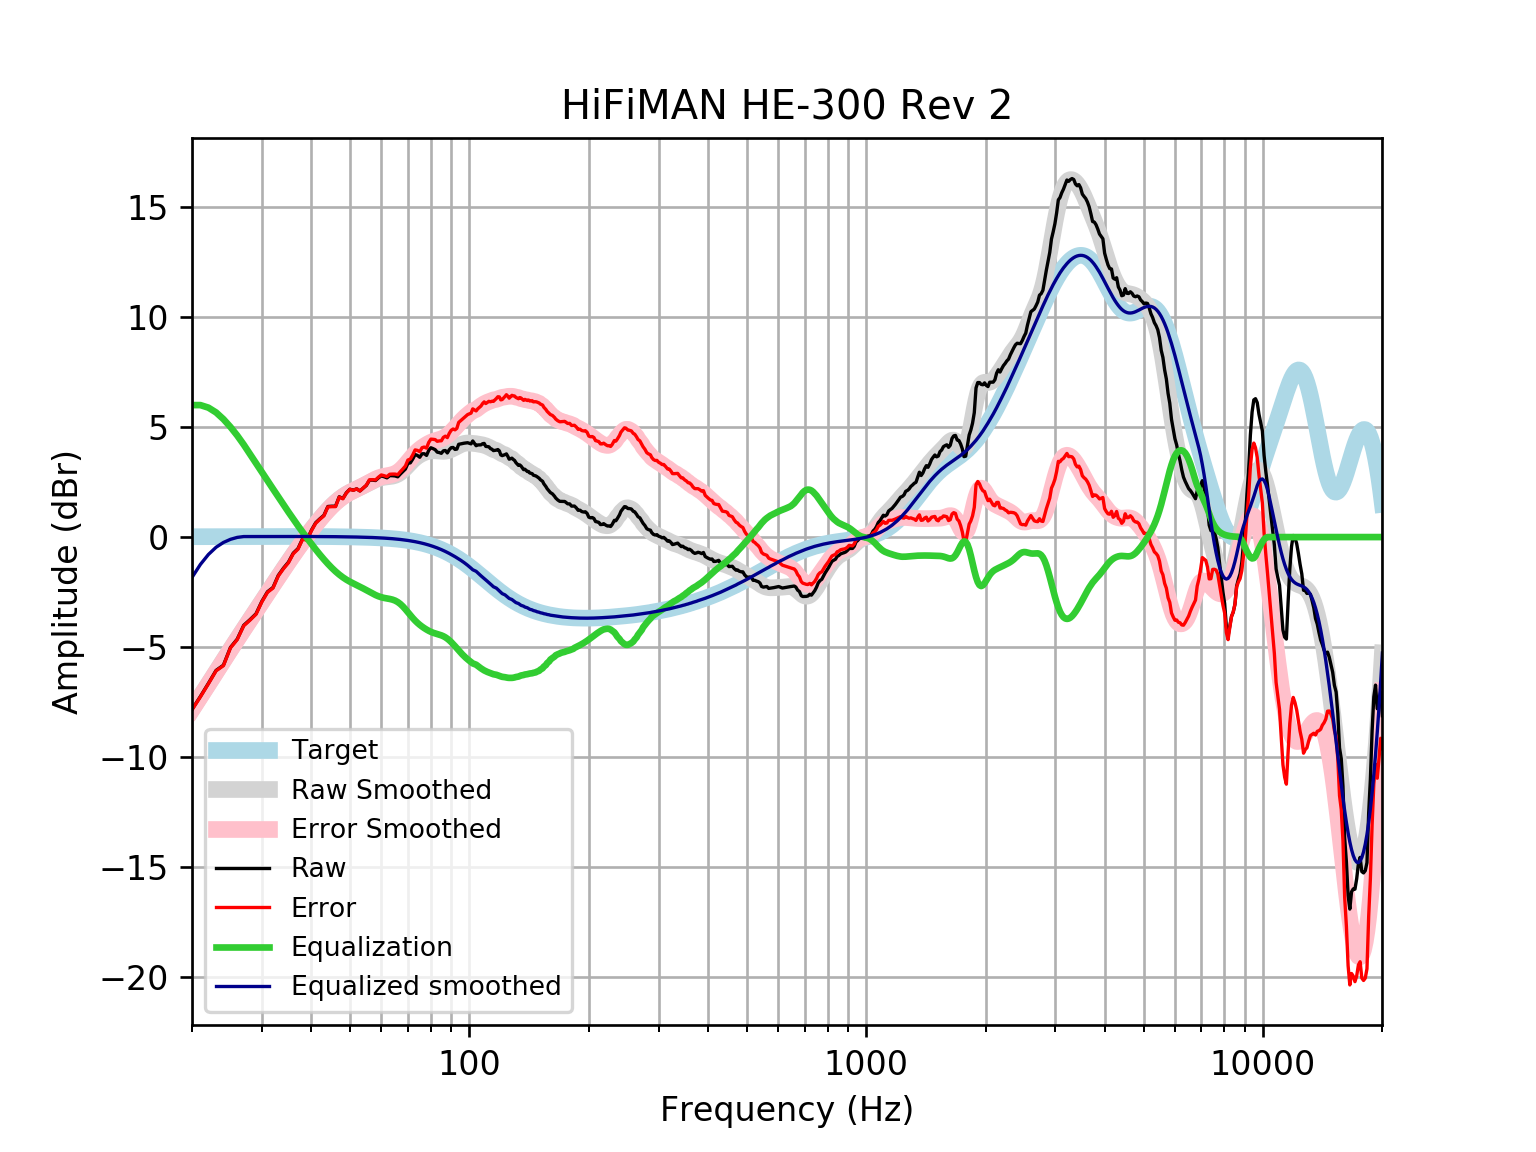 HiFiMAN HE-300 Rev 2
15
10
5
0
−5
−10
−15
−20
Amplitude (dBr)
Target
Raw Smoothed
Error Smoothed
Raw
Error
Equalization
Equalized smoothed
100 1000 10000
Frequency (Hz)